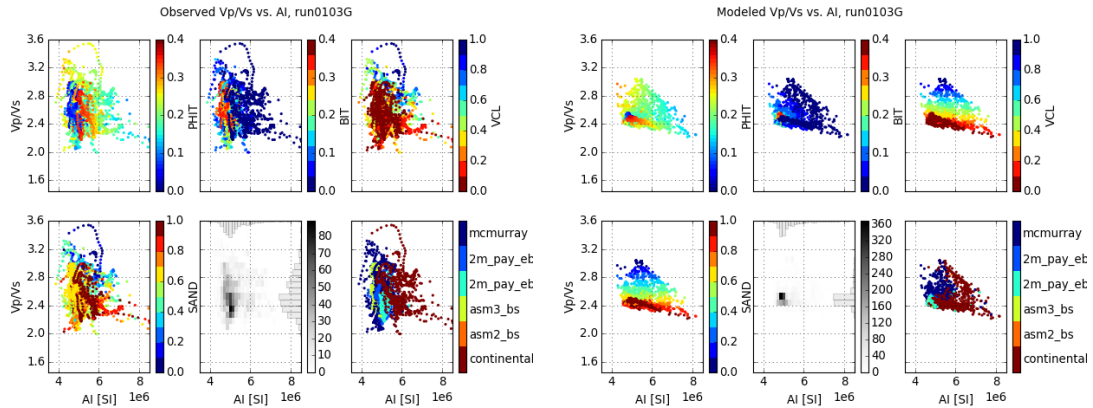 Observed Vp/Vs vs. AI, run0103G
Modeled Vp/Vs vs. AI, run0103G
3.6
3.2
2.8
2.4
2.0
1.6
Vp/Vs
0.4
0.3
0.2
0.1
0.0
PHIT
0.4
0.3
0.2
0.1
0.0
BIT
1.0
0.8
0.6
0.4
0.2
0.0
VCL
3.6
3.2
2.8
2.4
2.0
1.6
Vp/Vs
4 6 8
AI [SI]
1e6
1.0
0.8
0.6
0.4
0.2
0.0
SAND
4 6 8
AI [SI]
1e6
80
70
60
50
40
30
20
10
0
4 6 8
AI [SI]
1e6
mcmurray
2m_pay_eb
2m_pay_eb
asm3_bs
asm2_bs
continental
3.6
3.2
2.8
2.4
2.0
1.6
Vp/Vs
0.4
0.3
0.2
0.1
0.0
PHIT
0.4
0.3
0.2
0.1
0.0
BIT
1.0
0.8
0.6
0.4
0.2
0.0
VCL
3.6
3.2
2.8
2.4
2.0
1.6
Vp/Vs
4 6 8
AI [SI]
1e6
1.0
0.8
0.6
0.4
0.2
0.0
SAND
4 6 8
AI [SI]
1e6
360
320
280
240
200
160
120
80
40
0
4 6 8
AI [SI]
1e6
mcmurray
2m_pay_eb
2m_pay_eb
asm3_bs
asm2_bs
continental